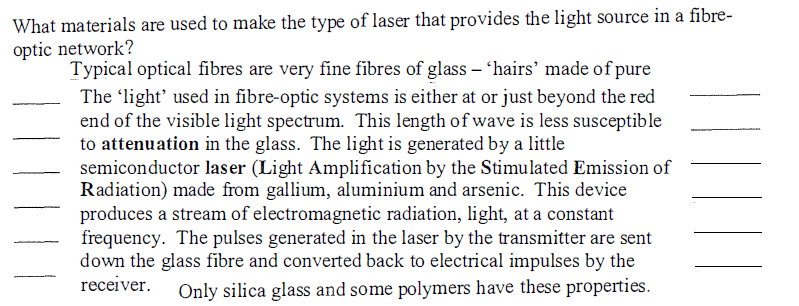 What materials are used to make the type of laser that provides the light source in a fibre-
optic network?
Typical optical fibres are very fine fibres of glass – ‘hairs’ made of pure
The ‘light’ used in fibre-optic systems is either at or just beyond the red
end of the visible light spectrum. This length of wave is less susceptible
to attenuation in the glass. The light is generated by a little
semiconductor laser (Light Amplification by the Stimulated Emission of
Radiation) made from gallium, aluminium and arsenic. This device
produces a stream of electromagnetic radiation, light, at a constant
frequency. The pulses generated in the laser by the transmitter are sent
down the glass fibre and converted back to electrical impulses by the
receiver.
Only silica glass and some polymers have these properties.